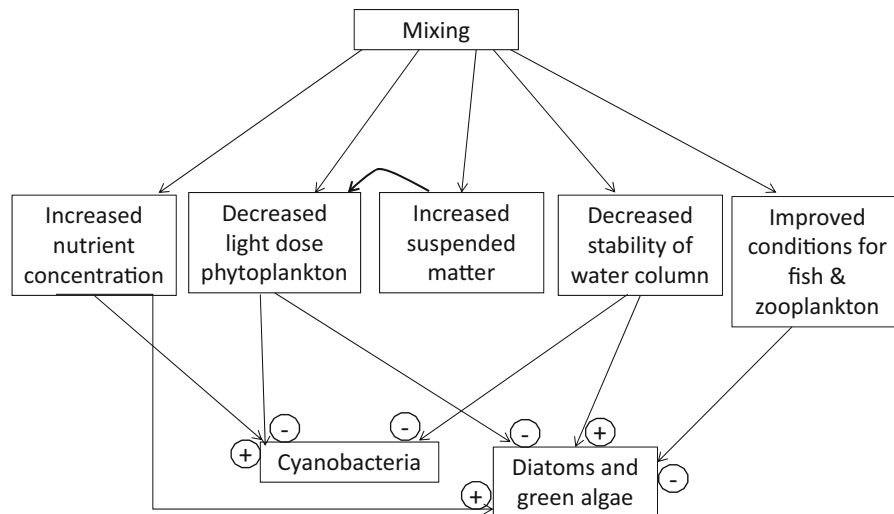 Mixing
Increased
nutrient
concentration
Decreased
light dose
phytoplankton
Increased
suspended
matter
Decreased
stability of
water column
Improved
conditions for
fish &
zooplankton
+
-
-
Cyanobacteria
-
+
+
-
Diatoms and
green algae